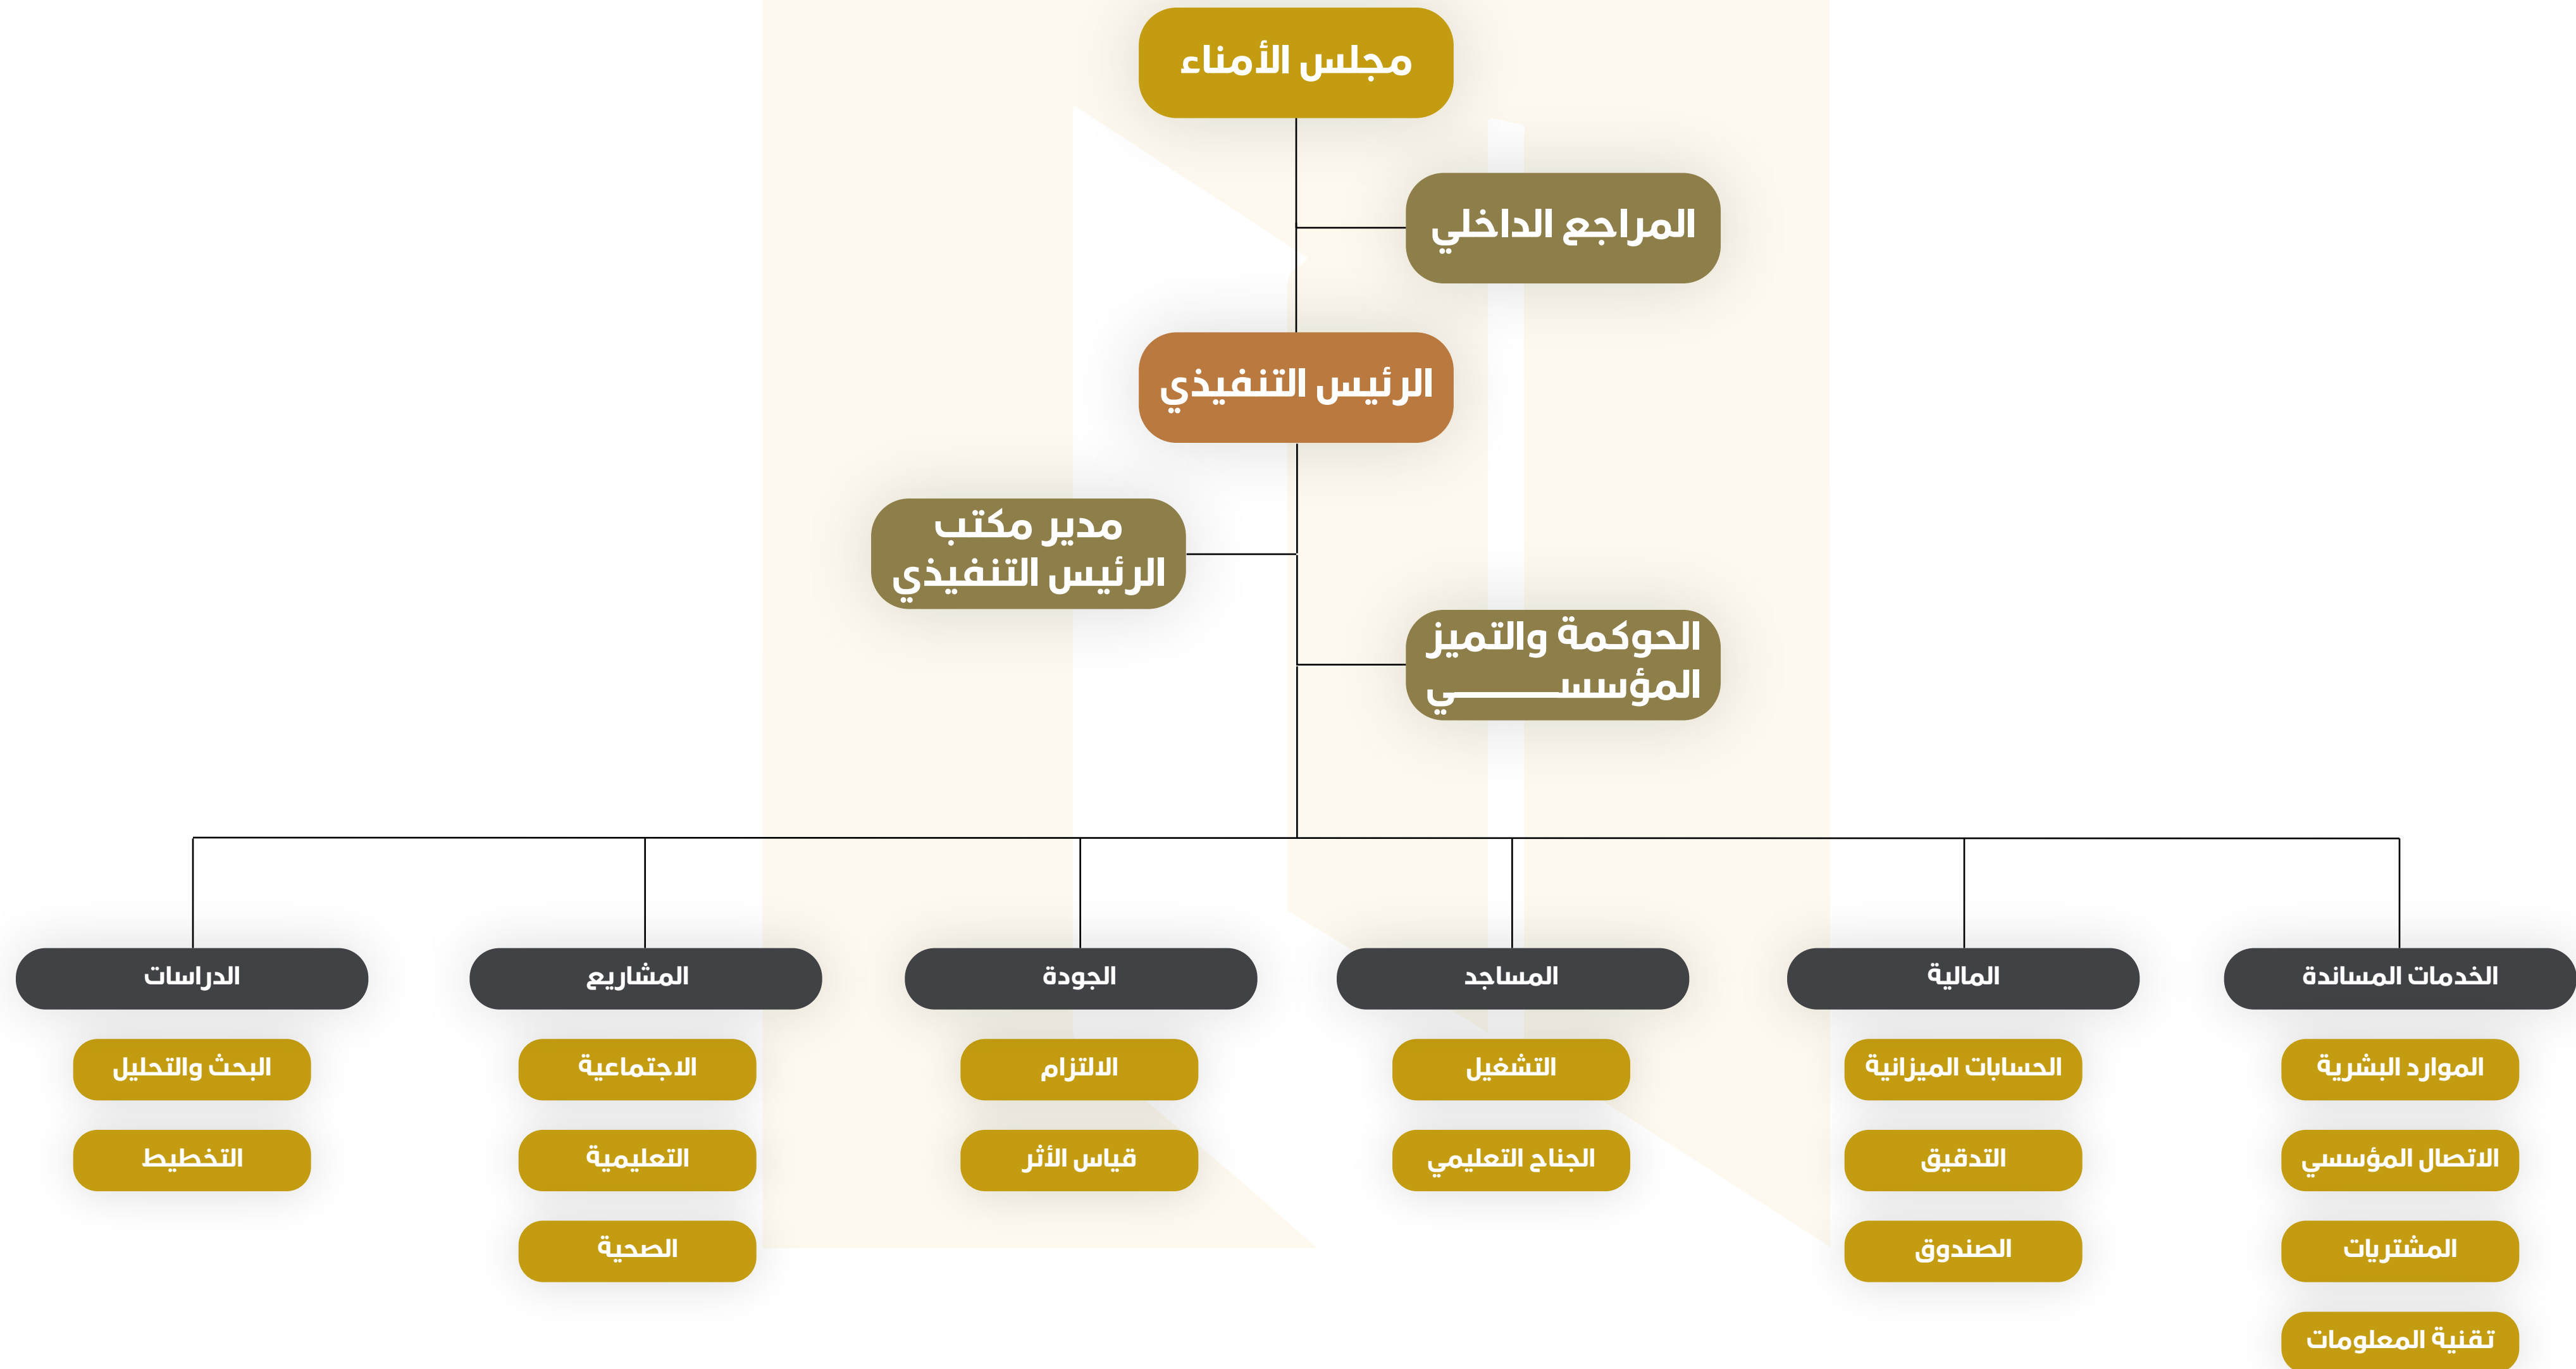 مجلس الأمناء
المراجع الداخلي
الرئيس التنفيذي
مدير مكتب
الرئيس التنفيذي
الحوكمة والتميز
المؤسســــــــــي
الخدمات المساندة
الموارد البشرية
الاتصال المؤسسي
المشتريات
تقنية المعلومات
المالية
الحسابات الميزانية
التدقيق
الصندوق
المساجد
التشغيل
الجناح التعليمي
الجودة
الالتزام
قياس الأثر
المشاريع
الاجتماعية
التعليمية
الصحية
الدراسات
البحث والتحليل
التخطيط